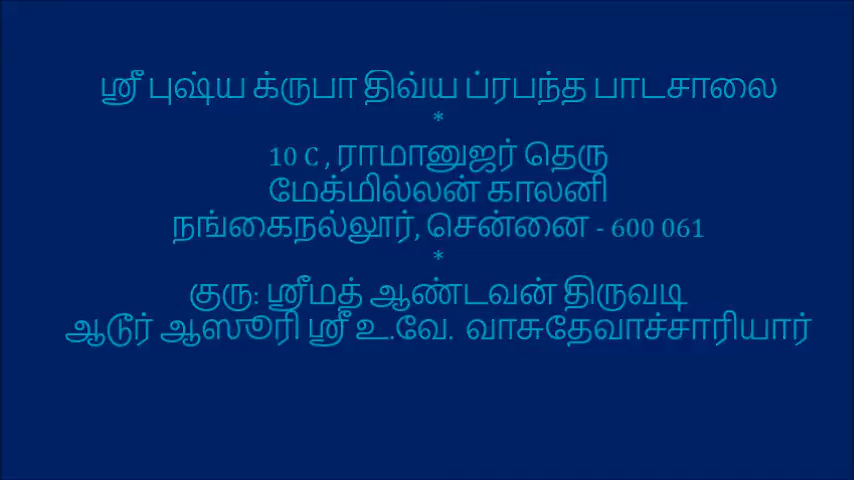 ஸ்ரீ புஷ்ய க்ருபா திவ்ய ப்ரபந்த பாடசாலை
*
10 C , ராமானுஜர் தெரு
மேக்மில்லன் காலனி
நங்கைநல்லூர், சென்னை - 600 061
*
குரு: ஸ்ரீமத் ஆண்டவன் திருவடி
ஆடூர் ஆஸூரி ஸ்ரீ உ.வே. வாசுதேவாச்சாரியார்